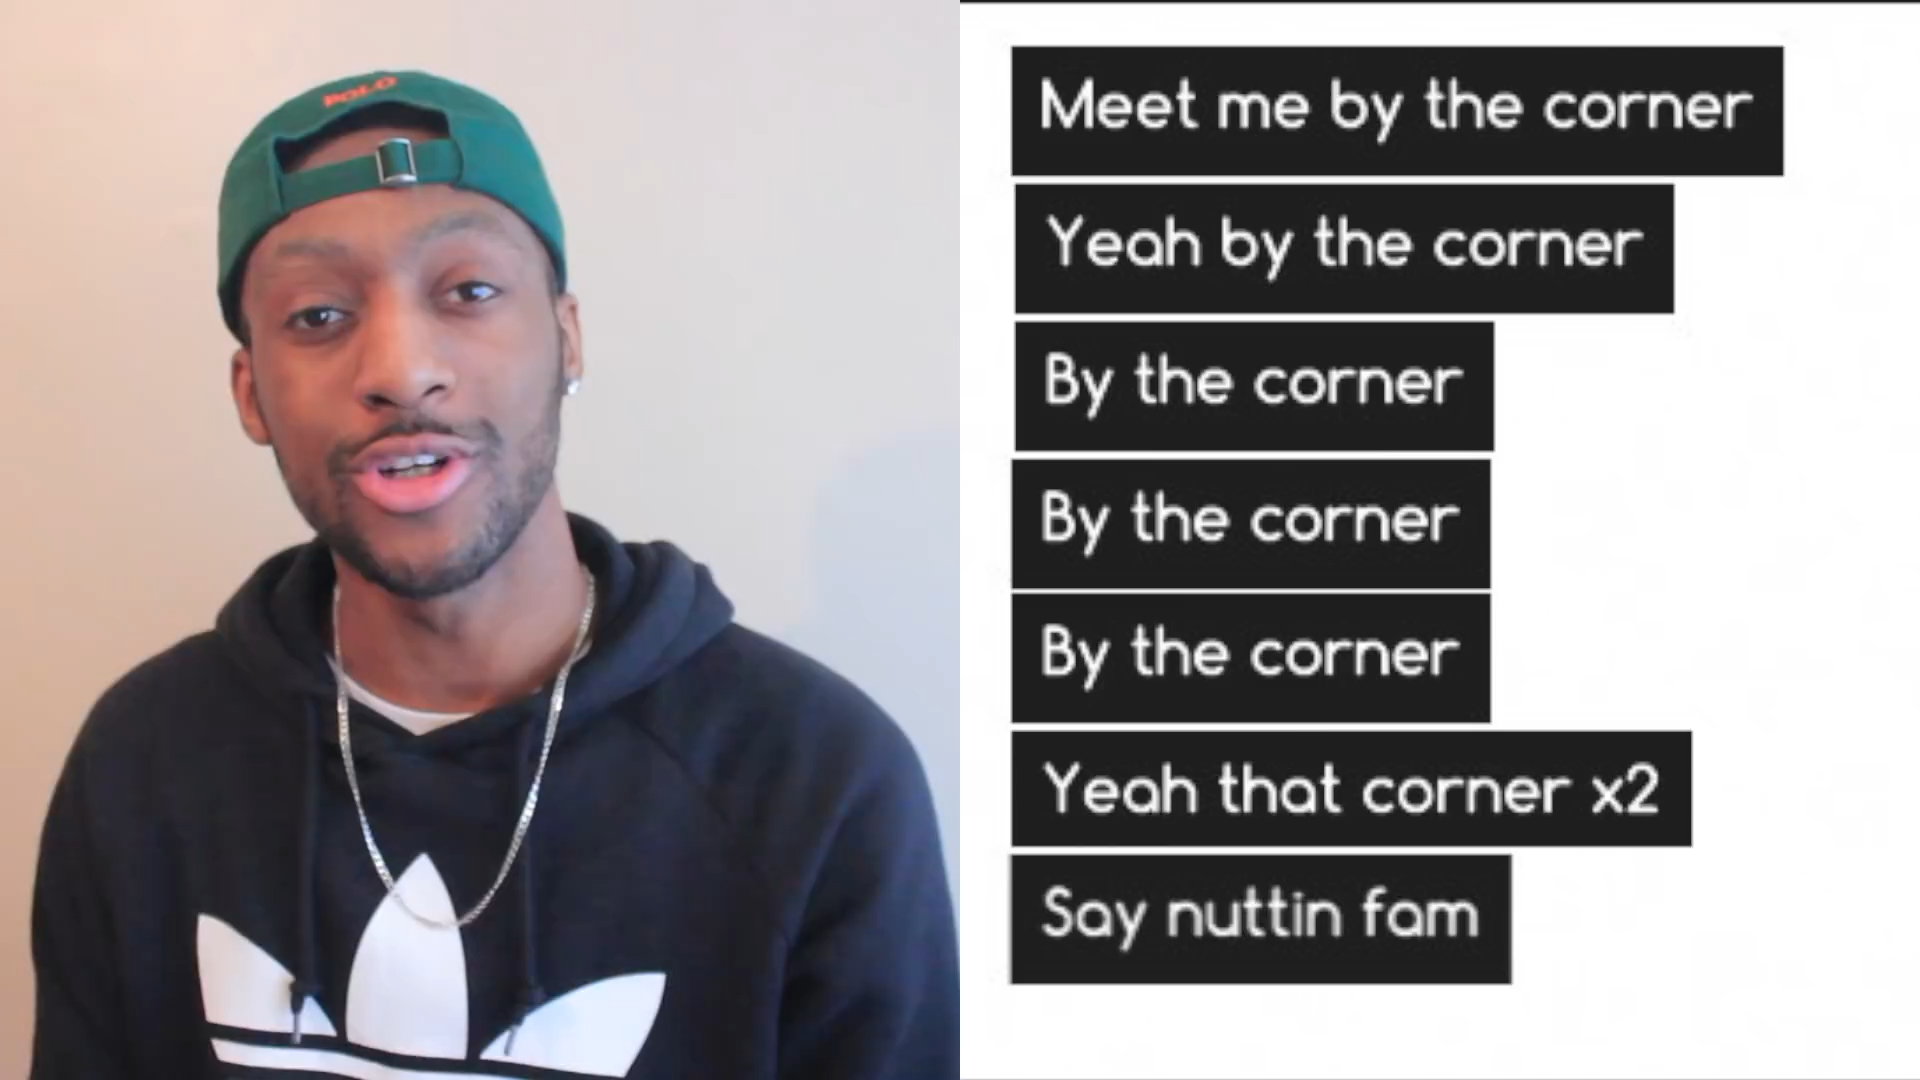 POLO
Meet me by the corner
Yeah by the corner
By the corner
By the corner
By the corner
Yeah that corner x2
Say nuttin fam